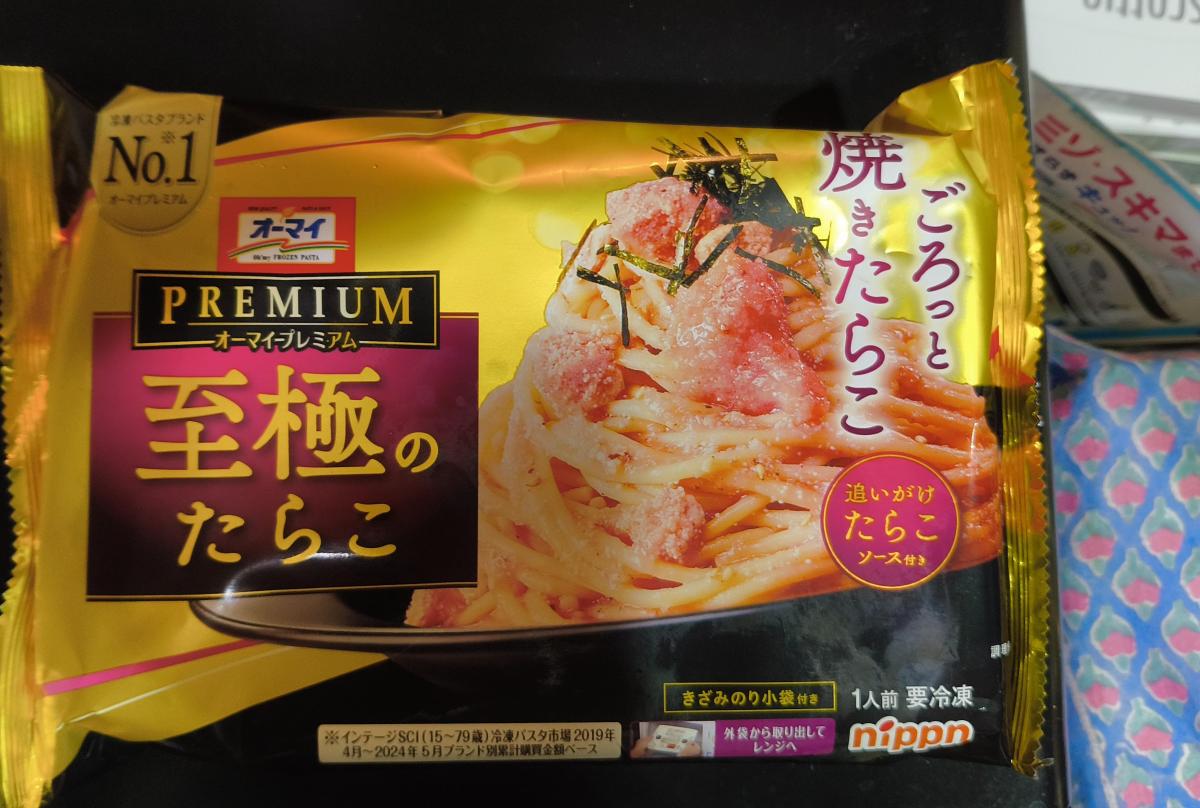 冷凍パスタブランド
No.1※
オーマイプレミアム
オーマイ
Oh'my FROZEN PASTA
PREMIUM
オーマイプレミアム
至極の
たらこ
ごろっと
焼きたらこ
追いがけ
たらこ
ソース付き
きざみのり小袋付き
1人前 要冷凍
※インテージSCI(15〜79歳)冷凍パスタ市場 2019年
4月〜2024年5月ブランド別累計購買金額ベース
外袋から取り出して
レンジへ
nippn
ミゾ・スキマ